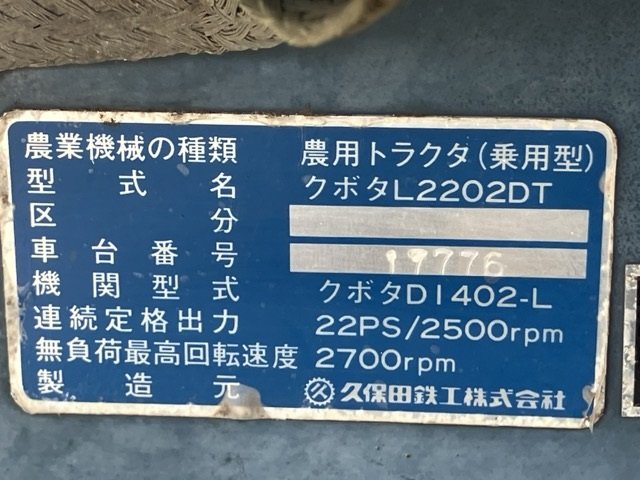 農業機械の種類 農用トラクタ(乗用型)
型式名 クボタL2202DT
区分
車台番号 19776
機関型式 クボタD1402-L
連続定格出力 22PS/2500rpm
無負荷最高回転速度 2700rpm
製造元 久保田鉄工株式会社